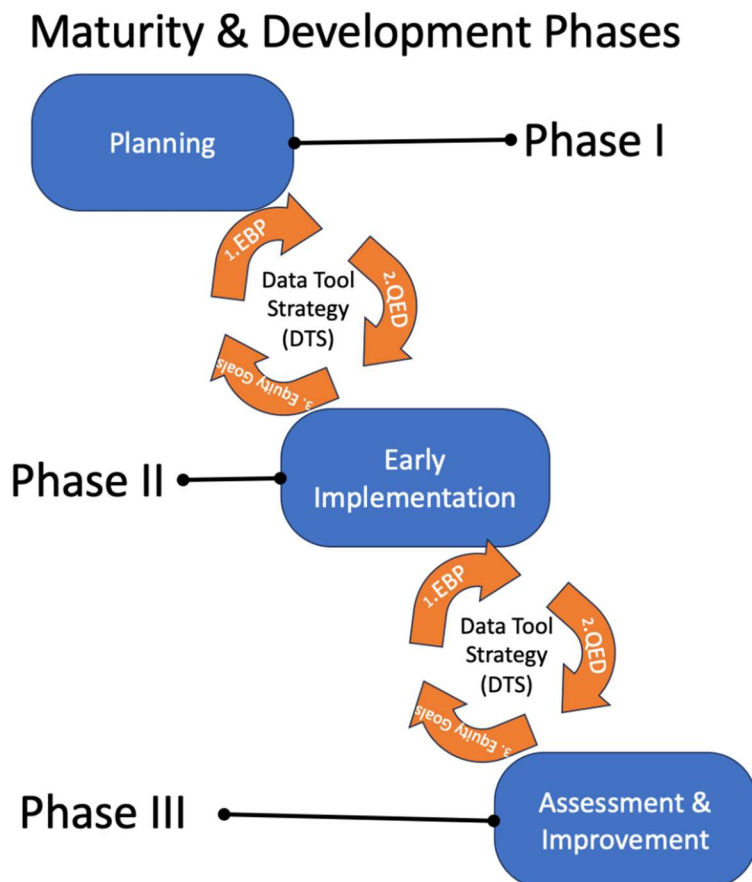 Maturity & Development Phases
Planning
Phase I
1.EBP
2.QED
Data Tool
Strategy
(DTS)
3. Equity Goals
Phase II
Early
Implementation
1.EBP
2.QED
Data Tool
Strategy
(DTS)
3. Equity Goals
Phase III
Assessment &
Improvement